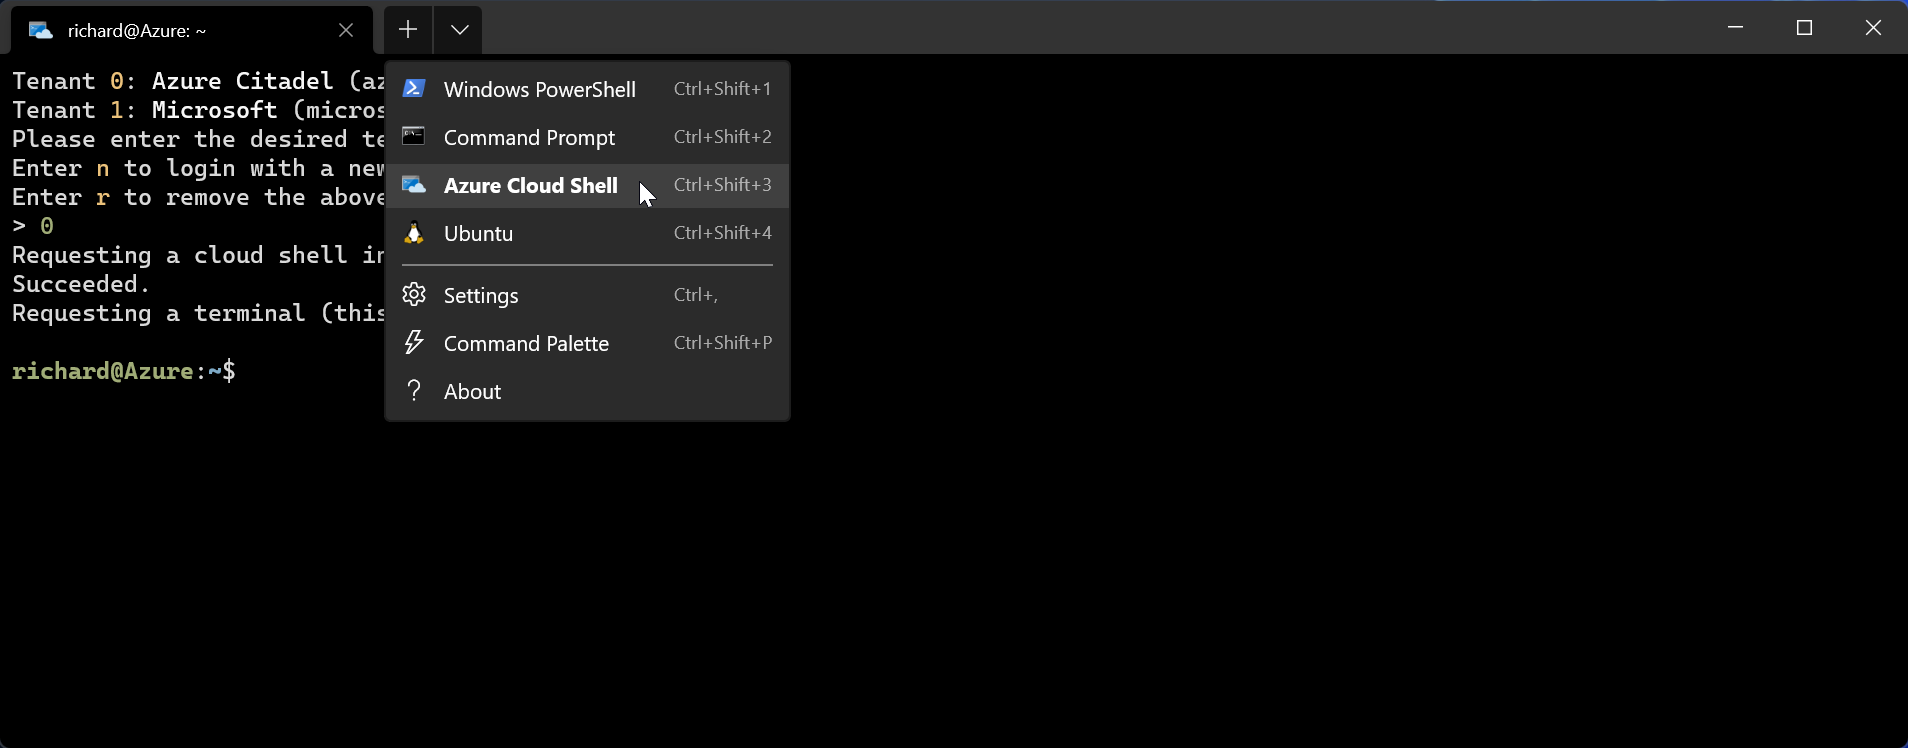 richard@Azure: ~
Tenant 0: Azure Citadel (az
Tenant 1: Microsoft (micros
Please enter the desired te
Enter n to login with a new
Enter r to remove the above
> 0
Requesting a cloud shell in
Succeeded.
Requesting a terminal (this
richard@Azure:~$
Windows PowerShell Ctrl+Shift+1
Command Prompt Ctrl+Shift+2
Azure Cloud Shell Ctrl+Shift+3
Ubuntu Ctrl+Shift+4
Settings Ctrl+,
Command Palette Ctrl+Shift+P
About